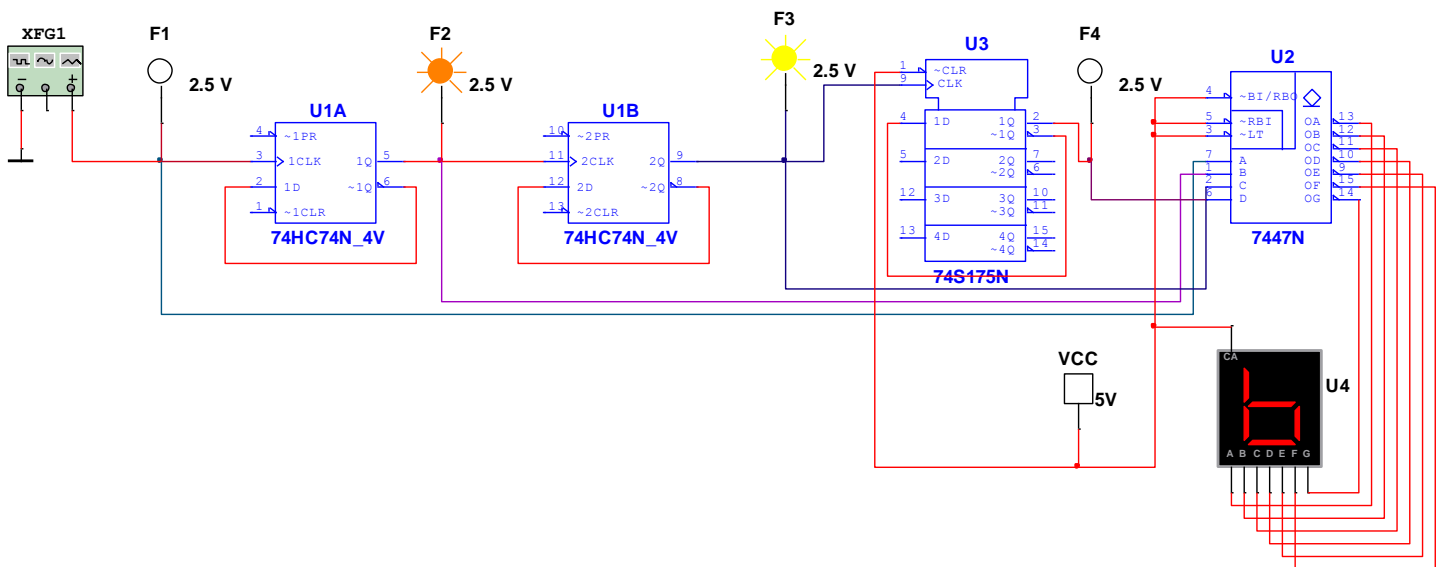 XFG1
F1
2.5 V
F2
2.5 V
F3
2.5 V
F4
2.5 V
U1A
4 ~1PR
3 1CLK 1Q 5
2 1D ~1Q 6
1 ~1CLR
74HC74N_4V
U1B
10 ~2PR
11 2CLK 2Q 9
12 2D ~2Q 8
13 ~2CLR
74HC74N_4V
U3
1 ~CLR
9 CLK
4 1D 1Q 2
~1Q 3
5 2D 2Q 7
~2Q 6
12 3D 3Q 10
~3Q 11
13 4D 4Q 15
~4Q 14
74S175N
U2
4 ~BI/RBO
5 ~RBI
3 ~LT
7 A
1 B
2 C
6 D
OA 13
OB 12
OC 11
OD 10
OE 9
OF 15
OG 14
7447N
VCC
5V
CA
U4
A B C D E F G